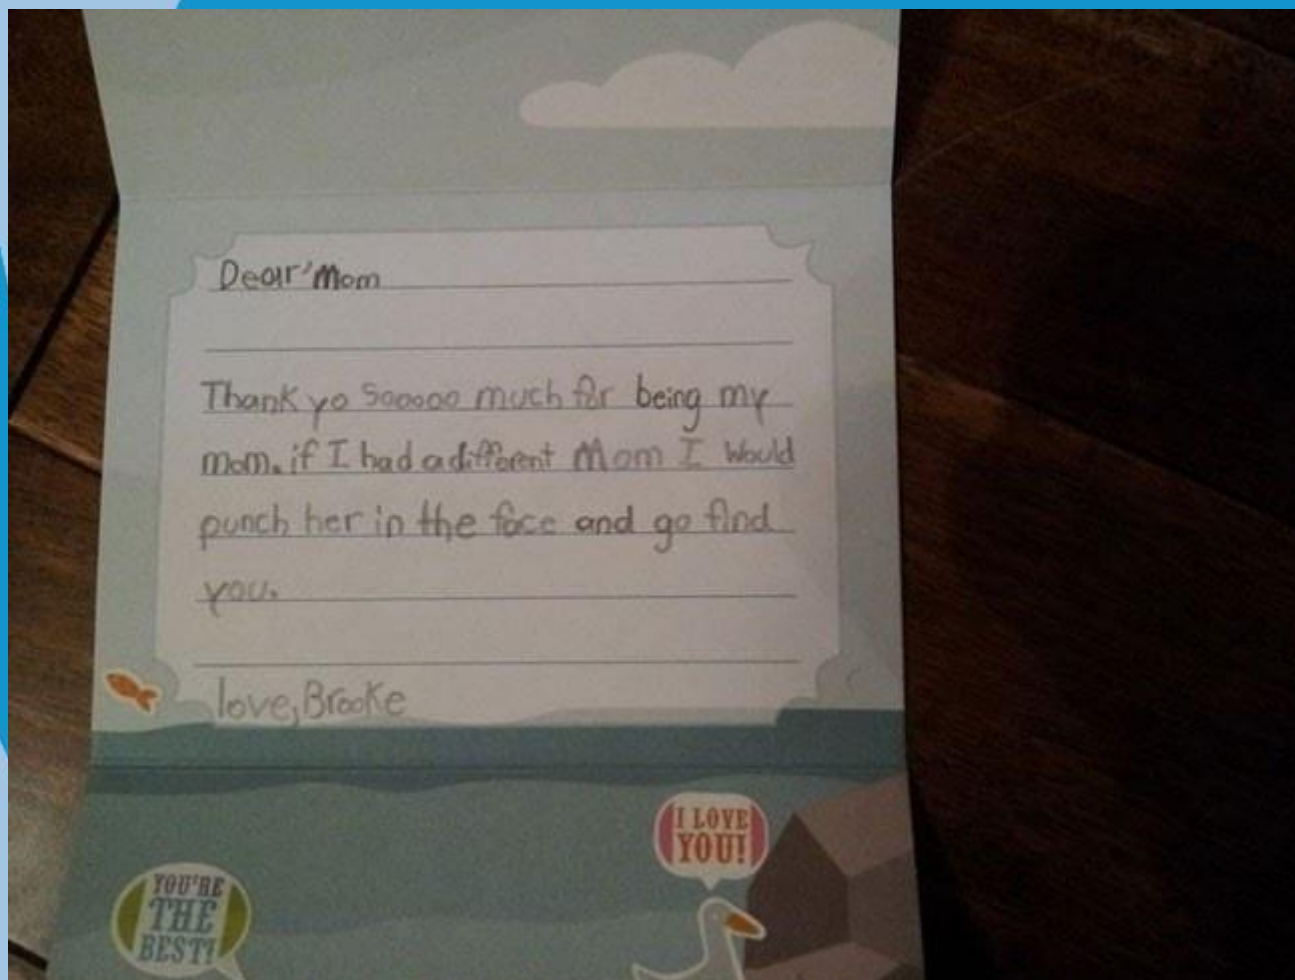 Dear'Mom
Thank yo Sooooo much for being my
mom. if I had a different Mom I would
punch her in the face and go find
you.
love, Brooke
I LOVE
YOU!
YOU'RE
THE
BEST!